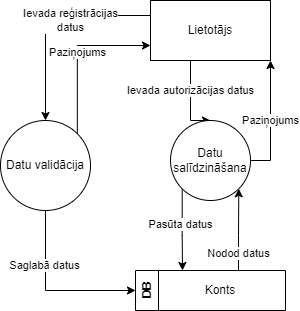 Ievada reģistrācijas
datus
Lietotājs
Paziņojums
Ievada autorizācijas datus
Paziņojums
Datu validācija
Datu
salīdzināšana
Pasūta datus
Nodod datus
Saglabā datus
DB
Konts